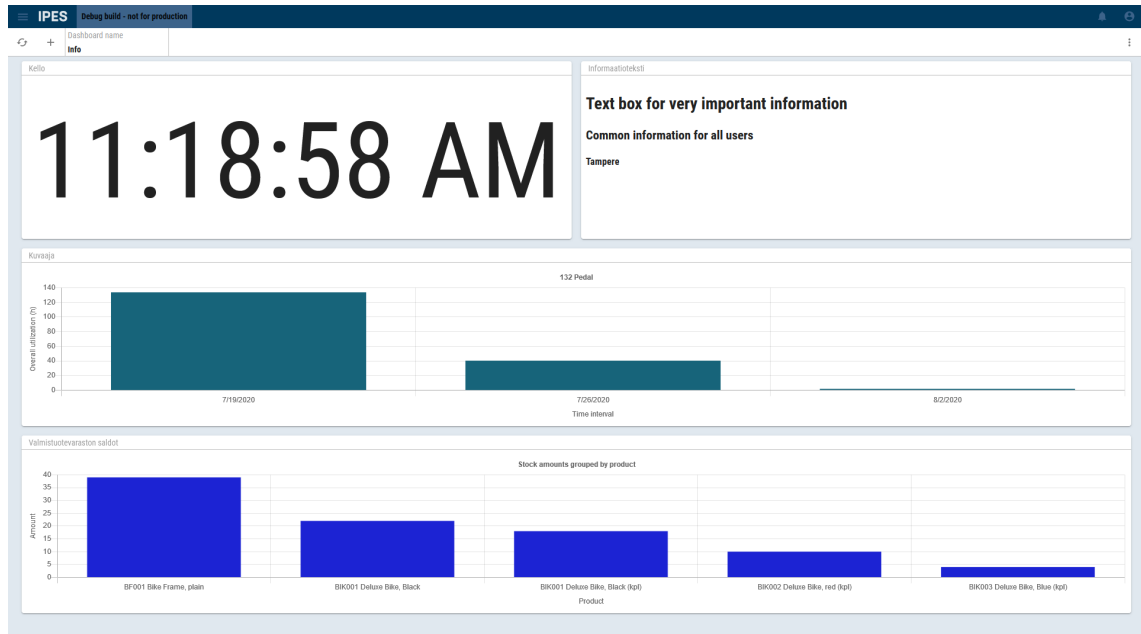 IPES Debug build - not for production
Dashboard name
Info
Kello
11:18:58 AM
Informaatioteksti
Text box for very important information
Common information for all users
Tampere
Kuvaaja
132 Pedal
Overall utilization (h)
140
120
100
80
60
40
20
0
7/19/2020 7/26/2020 8/2/2020
Time interval
Valmistuotevaraston saldot
Stock amounts grouped by product
Amount
40
35
30
25
20
15
10
5
0
BF001 Bike Frame, plain BIK001 Deluxe Bike, Black BIK001 Deluxe Bike, Black (kpl) BIK002 Deluxe Bike, red (kpl) BIK003 Deluxe Bike, Blue (kpl)
Product